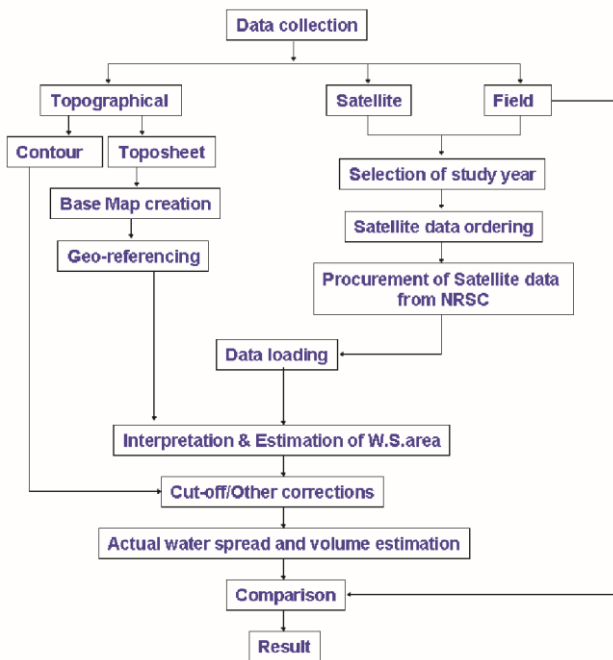 Data collection
Topographical
Satellite
Field
Contour
Toposheet
Selection of study year
Base Map creation
Satellite data ordering
Geo-referencing
Procurement of Satellite data
from NRSC
Data loading
Interpretation & Estimation of W.S.area
Cut-off/Other corrections
Actual water spread and volume estimation
Comparison
Result